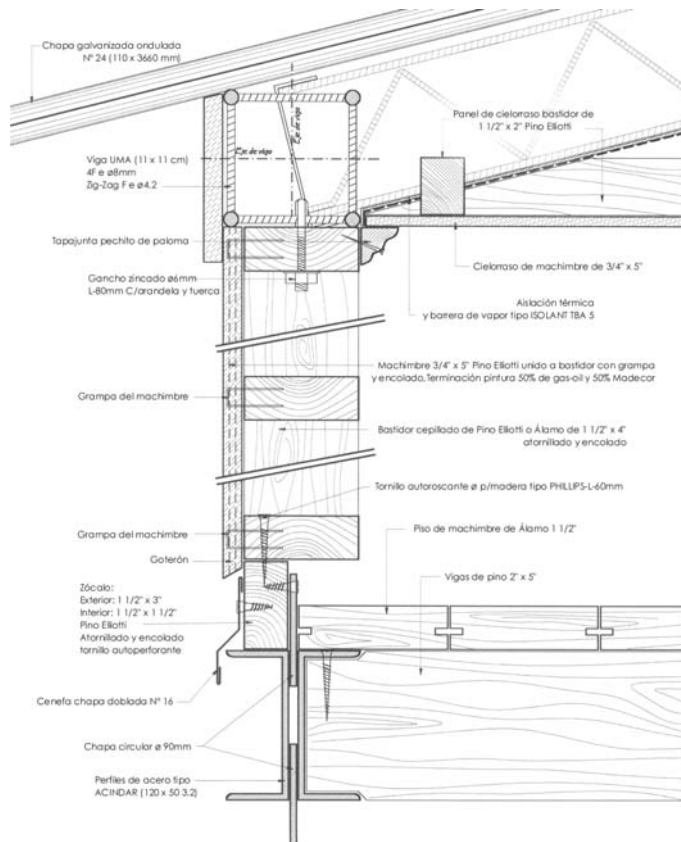 Chapa galvanizada ondulada
N° 24 (110 x 3660 mm)
Eje de viga
Eje de viga
Viga UMA (11 x 11 cm)
4F e ø8mm
Zig-Zag F e ø4.2
Panel de cielorraso bastidor de
1 1/2" x 2" Pino Elliotti
Tapajunta pechito de paloma
Cielorraso de machimbre de 3/4" x 5"
Gancho zincado ø6mm
L-80mm C/arandela y tuerca
Aislación térmica
y barrera de vapor tipo ISOLANT TBA 5
Machimbre 3/4" x 5" Pino Elliotti unido a bastidor con grampa
y encolado, Terminación pintura 50% de gas-oil y 50% Madecor
Grampa del machimbre
Bastidor cepillado de Pino Elliotti o Álamo de 1 1/2" x 4"
atornillado y encolado
Tornillo autoroscante ø p/madera tipo PHILLIPS-L-60mm
Grampa del machimbre
Piso de machimbre de Álamo 1 1/2"
Goterón
Vigas de pino 2" x 5"
Zócalo:
Exterior: 1 1/2" x 3"
Interior: 1 1/2" x 1 1/2"
Pino Elliotti
Atornillado y encolado
tornillo autoperforante
Cenefa chapa doblada N° 16
Chapa circular ø 90mm
Perfiles de acero tipo
ACINDAR (120 x 50 3.2)